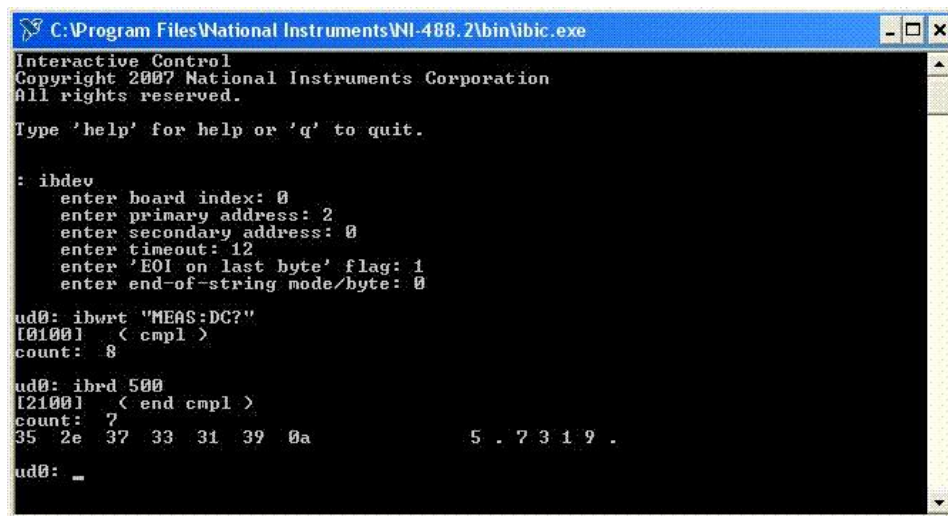 C:\Program Files\National Instruments\NI-488.2\bin\ibic.exe
Interactive Control
Copyright 2007 National Instruments Corporation
All rights reserved.
Type 'help' for help or 'q' to quit.
: ibdev
enter board index: 0
enter primary address: 2
enter secondary address: 0
enter timeout: 12
enter 'EOI on last byte' flag: 1
enter end-of-string mode/byte: 0
ud0: ibwrt "MEAS:DC?"
[0100] ( cmpl )
count: 8
ud0: ibrd 500
[2100] ( end cmpl )
count: 7
35 2e 37 33 31 39 0a 5 . 7 3 1 9 .
ud0: _